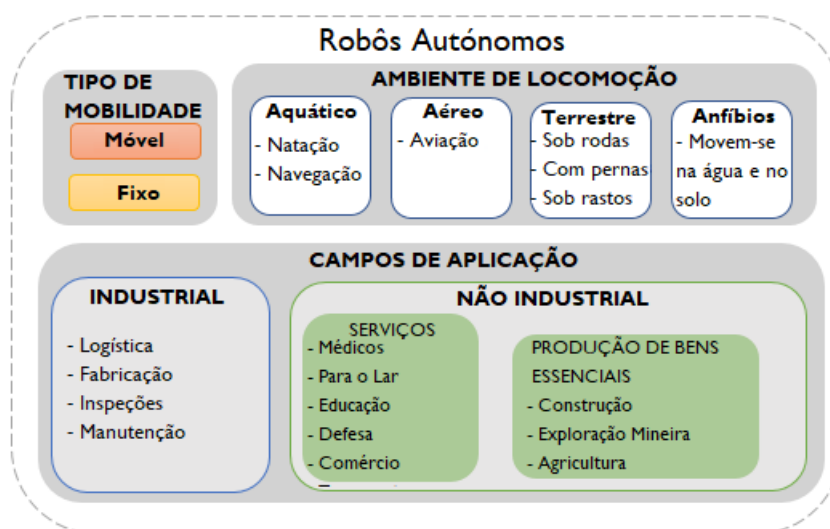 Robôs Autónomos
TIPO DE
MOBILIDADE
Móvel
Fixo
AMBIENTE DE LOCOMOÇÃO
Aquático
- Natação
- Navegação
Aéreo
- Aviação
Terrestre
- Sob rodas
- Com pernas
- Sob rastos
Anfíbios
- Movem-se
na água e no
solo
CAMPOS DE APLICAÇÃO
INDUSTRIAL
- Logística
- Fabricação
- Inspeções
- Manutenção
NÃO INDUSTRIAL
SERVIÇOS
- Médicos
- Para o Lar
- Educação
- Defesa
- Comércio
PRODUÇÃO DE BENS
ESSENCIAIS
- Construção
- Exploração Mineira
- Agricultura